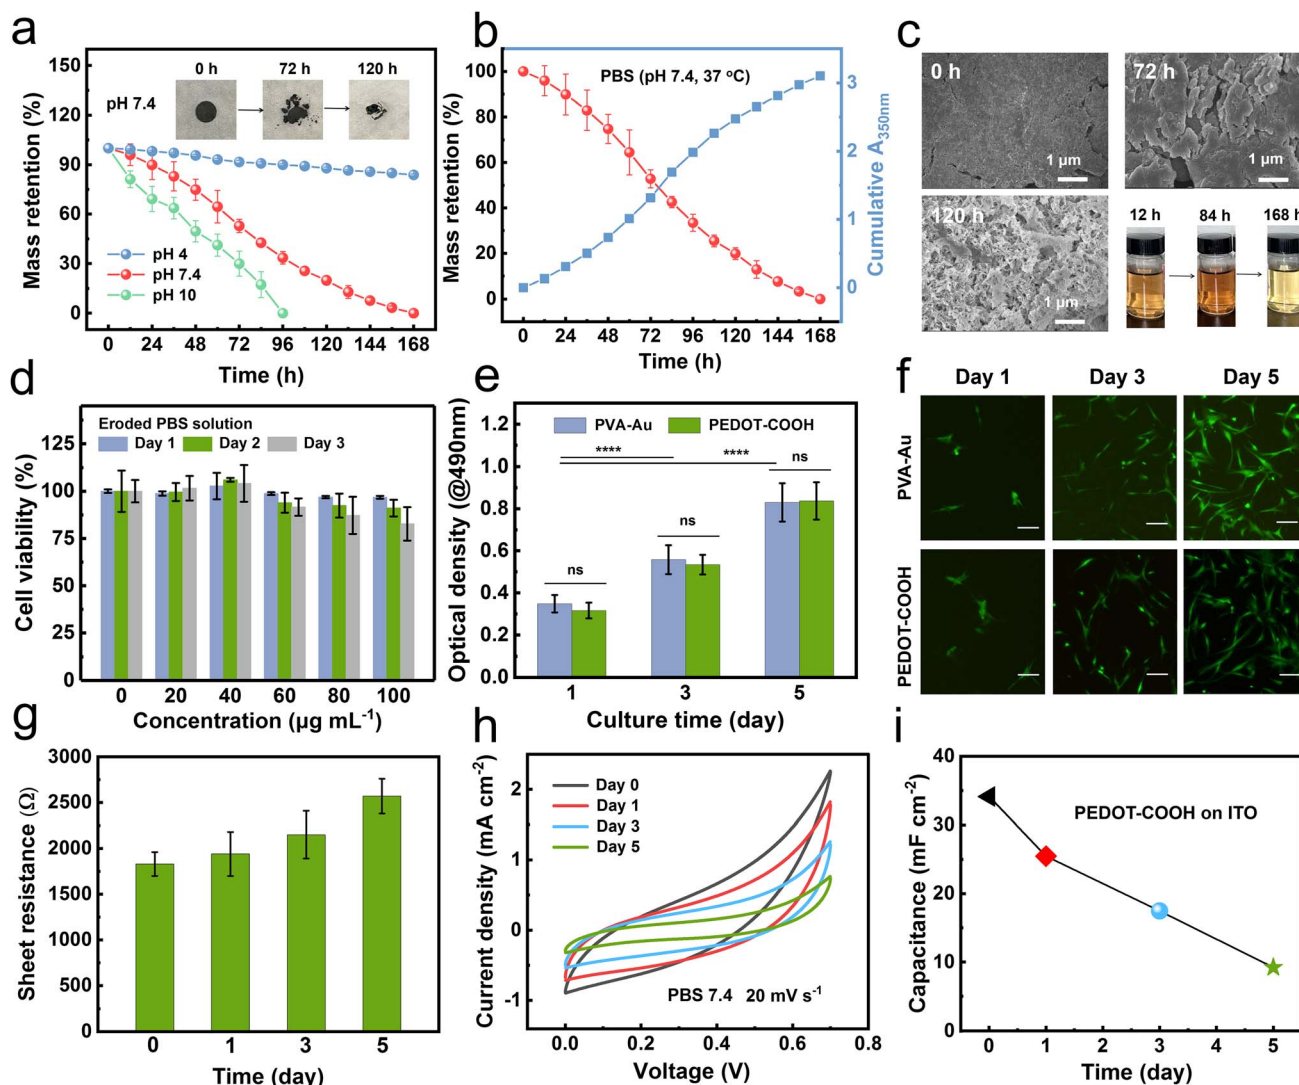 a
150
120
90
60
30
0
Mass retention (%)
0 h 72 h 120 h
pH 7.4
pH 4
pH 7.4
pH 10
0 24 48 72 96 120 144 168
Time (h)
b
100
80
60
40
20
0
Mass retention (%)
PBS (pH 7.4, 37 °C)
3
2
1
0
Cumulative A350nm
0 24 48 72 96 120 144 168
Time (h)
c
0 h
1 µm
72 h
1 µm
120 h
1 µm
12 h 84 h 168 h
d
Eroded PBS solution
Day 1 Day 2 Day 3
125
100
75
50
25
0
Cell viability (%)
0 20 40 60 80 100
Concentration (µg mL⁻¹)
e
PVA-Au PEDOT-COOH
1.2
1.0
0.8
0.6
0.4
0.2
0.0
Optical density (@490nm)
**** ****
ns
ns
ns
1 3 5
Culture time (day)
f
Day 1 Day 3 Day 5
PVA-Au
PEDOT-COOH
g
3000
2500
2000
1500
1000
500
0
Sheet resistance (Ω)
0 1 3 5
Time (day)
h
2
1
0
-1
Current density (mA cm⁻²)
Day 0
Day 1
Day 3
Day 5
PBS 7.4 20 mV s⁻¹
0.0 0.2 0.4 0.6 0.8
Voltage (V)
i
40
30
20
10
0
Capacitance (mF cm⁻²)
PEDOT-COOH on ITO
0 1 2 3 4 5
Time (day)